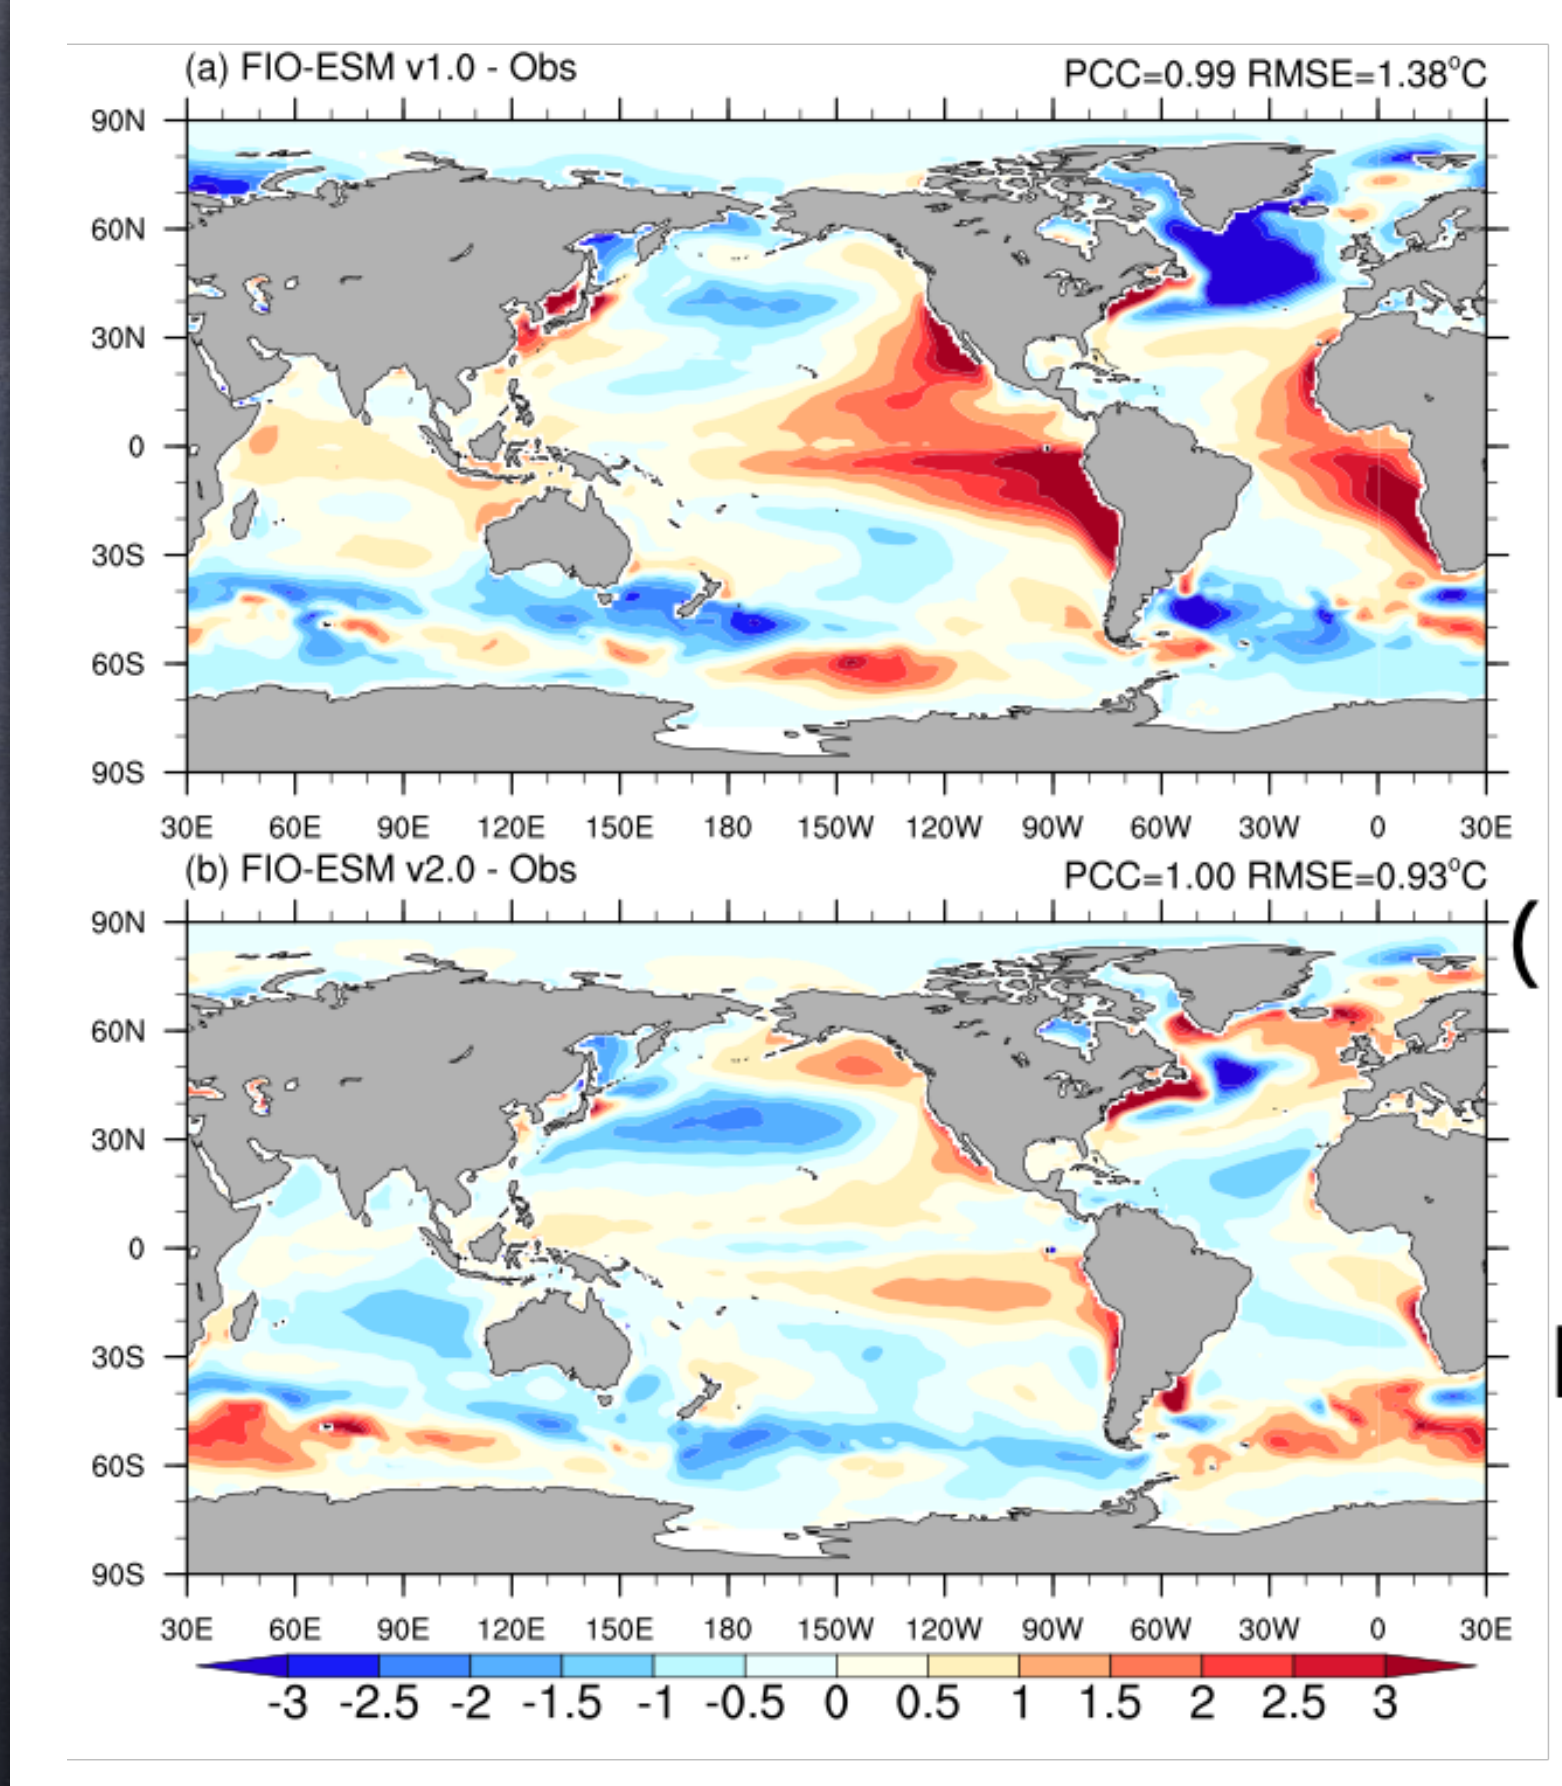 (a) FIO-ESM v1.0 - Obs PCC=0.99 RMSE=1.38°C
90N
60N
30N
0
30S
60S
90S
30E 60E 90E 120E 150E 180 150W 120W 90W 60W 30W 0 30E
(b) FIO-ESM v2.0 - Obs PCC=1.00 RMSE=0.93°C
(
90N
60N
30N
0
30S
60S
90S
30E 60E 90E 120E 150E 180 150W 120W 90W 60W 30W 0 30E
-3 -2.5 -2 -1.5 -1 -0.5 0 0.5 1 1.5 2 2.5 3